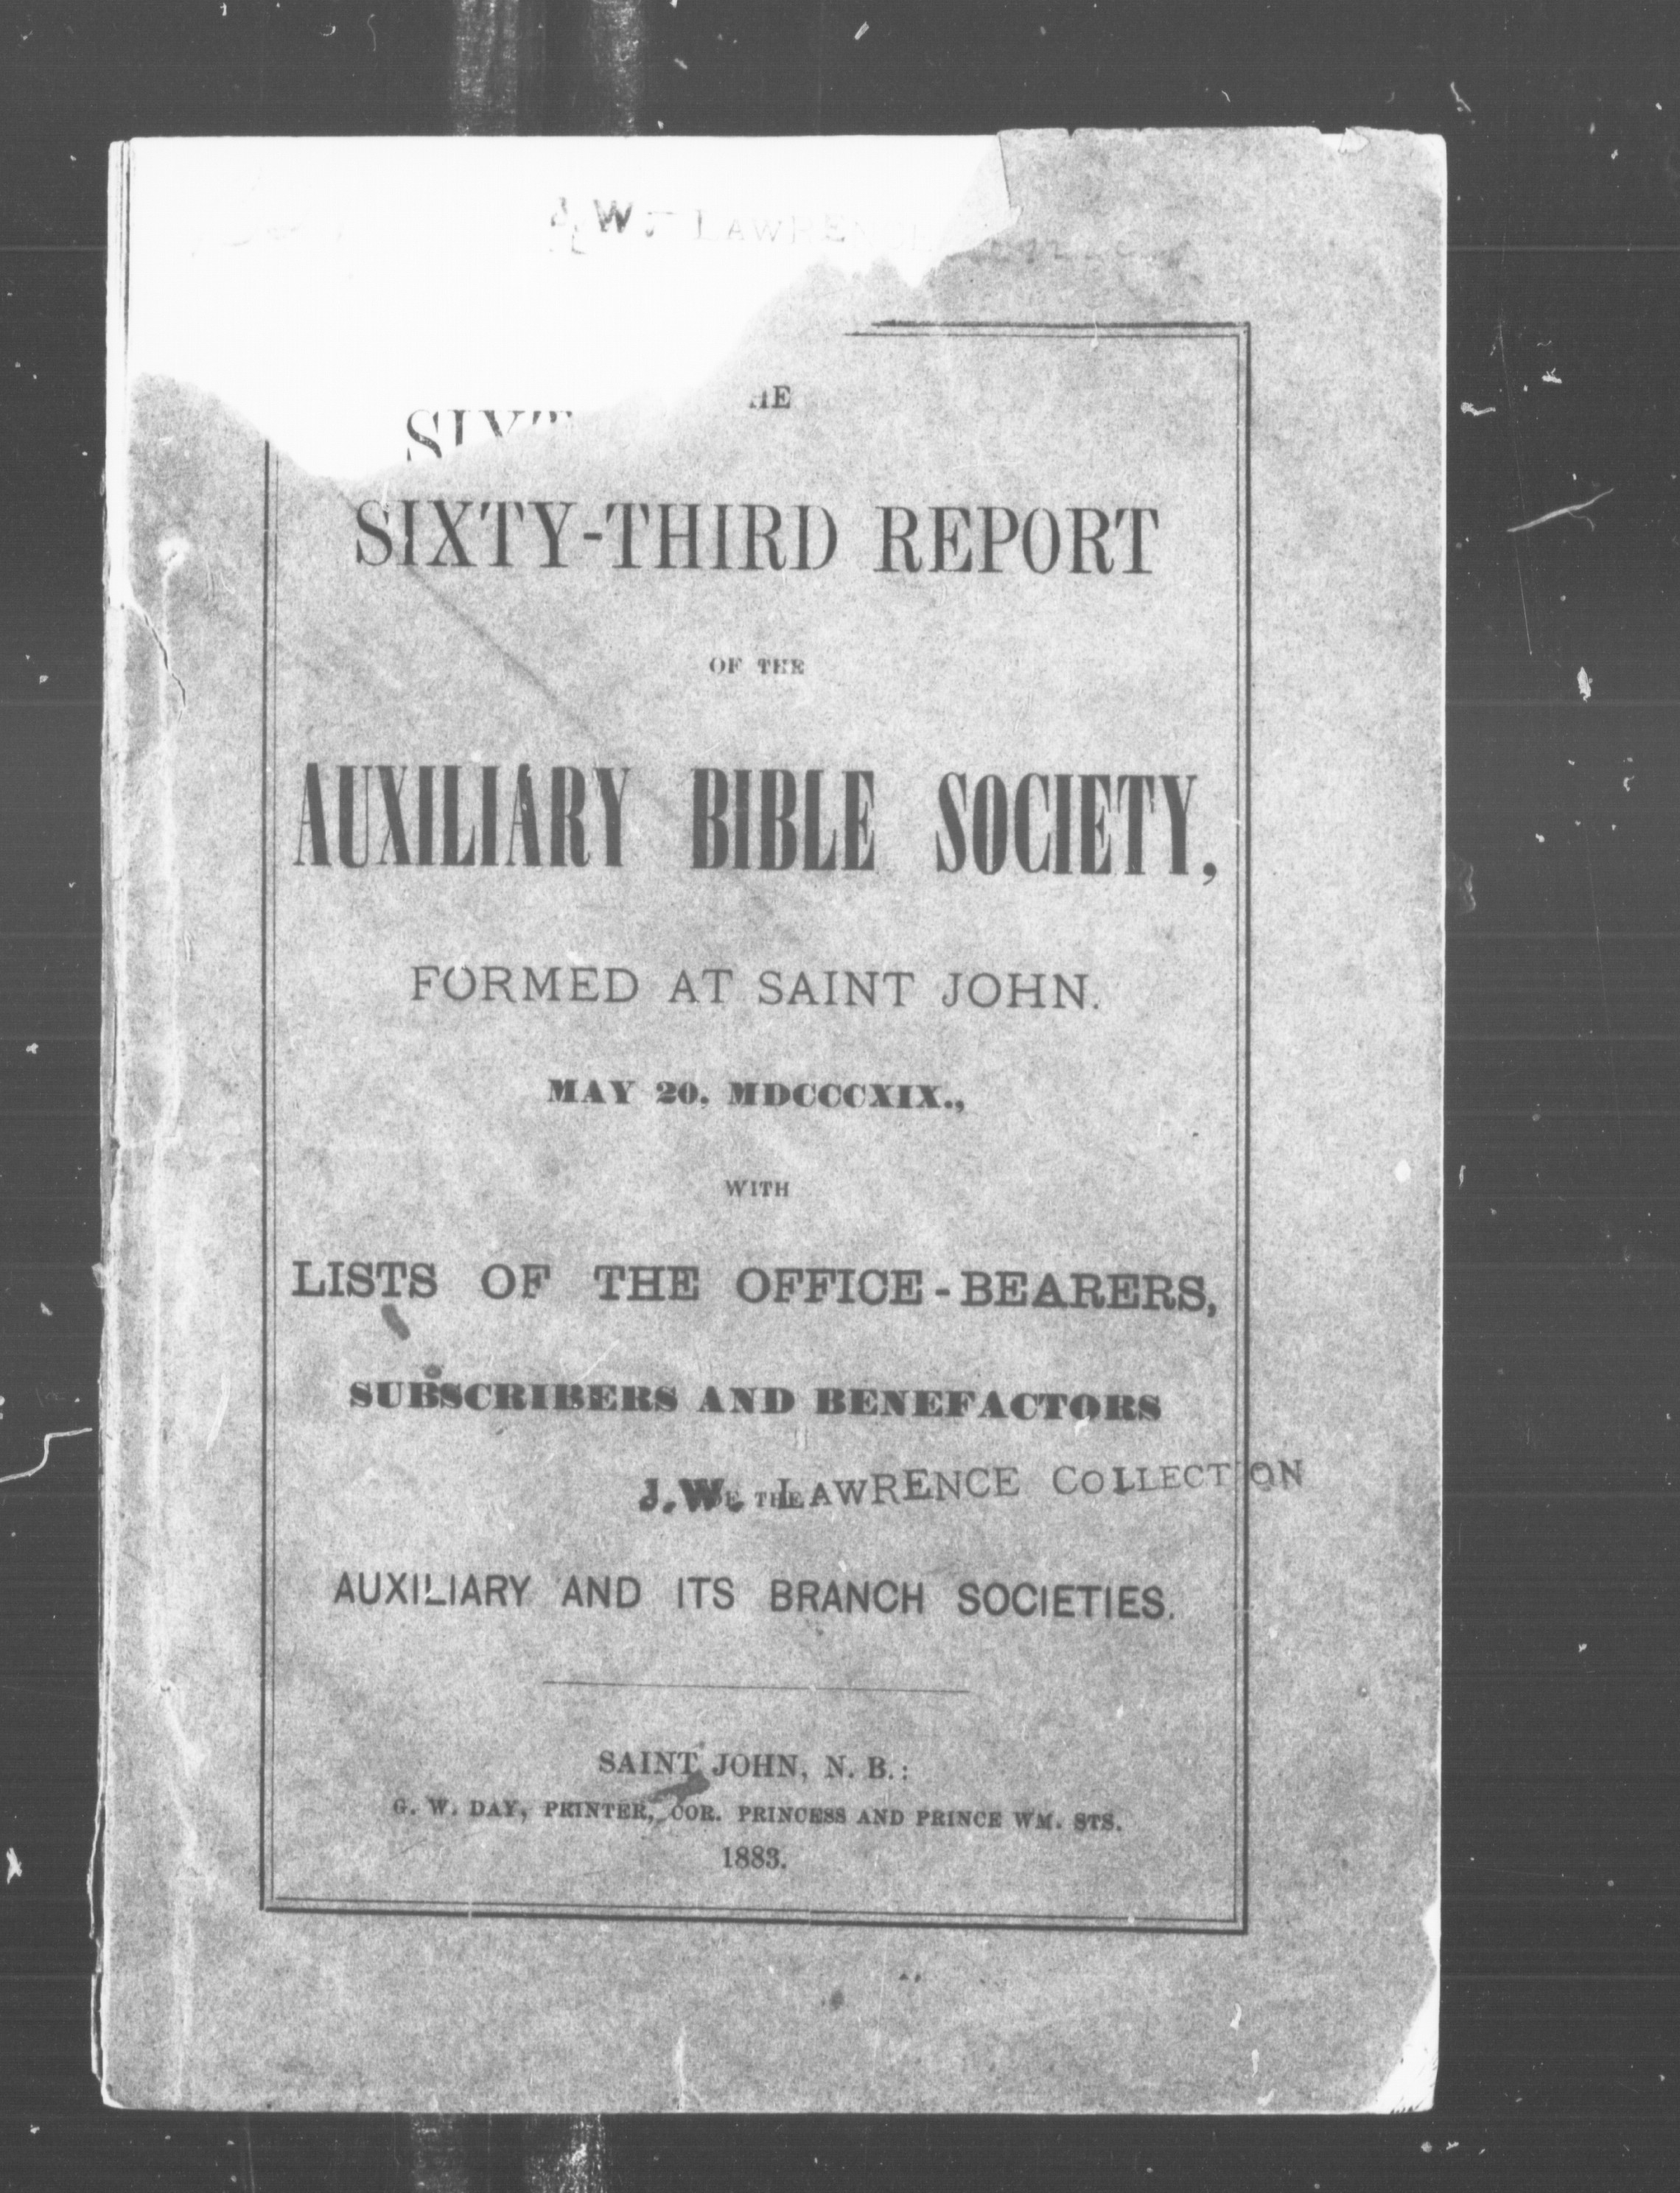 J. W. LAWRENCE
HE
SIXT
SIXTY-THIRD REPORT
OF THE
AUXILIARY BIBLE SOCIETY,
FORMED AT SAINT JOHN.
MAY 20, MDCCCXIX.,
WITH
LISTS OF THE OFFICE-BEARERS,
SUBSCRIBERS AND BENEFACTORS
THE
J. W. LAWRENCE COLLECTION
AUXILIARY AND ITS BRANCH SOCIETIES.
SAINT JOHN, N. B.:
G. W. DAY, PRINTER, COR. PRINCESS AND PRINCE WM. STS.
1883.